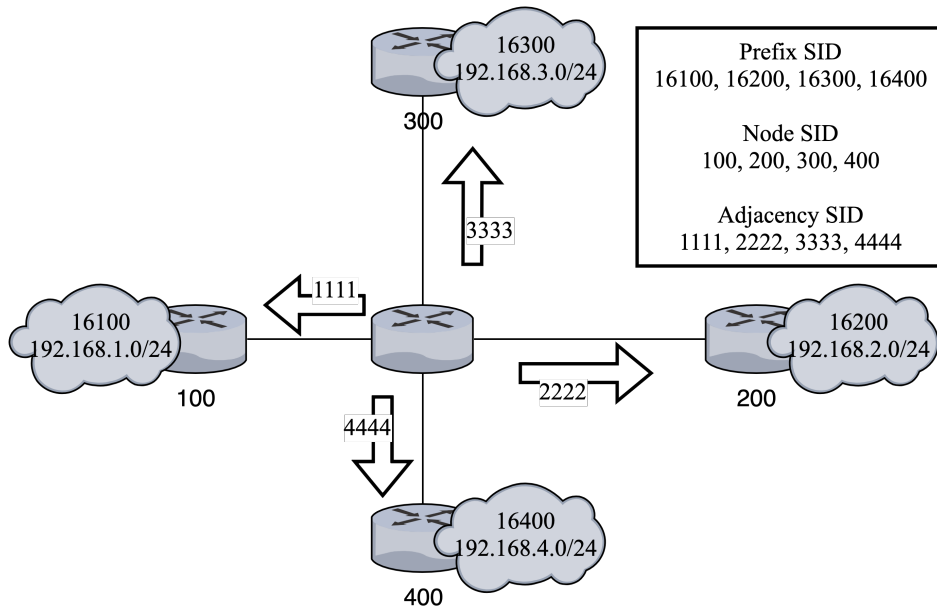 16300
192.168.3.0/24
300
Prefix SID
16100, 16200, 16300, 16400
Node SID
100, 200, 300, 400
Adjacency SID
1111, 2222, 3333, 4444
3333
1111
16100
192.168.1.0/24
100
16200
192.168.2.0/24
200
2222
4444
16400
192.168.4.0/24
400